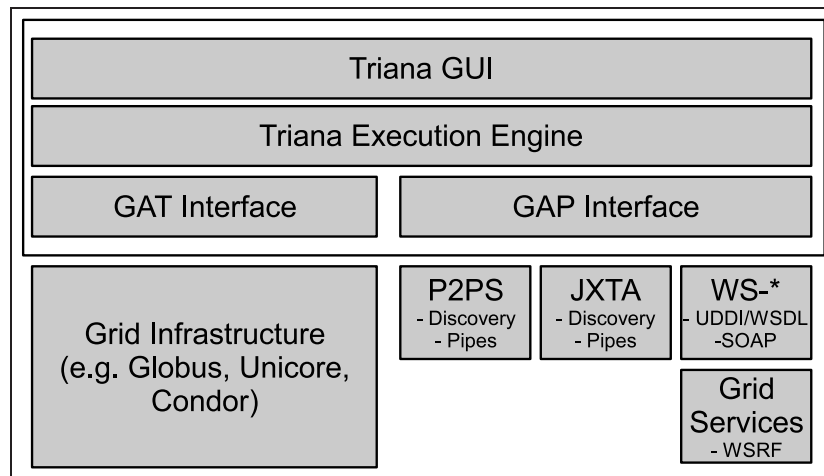 Triana GUI
Triana Execution Engine
GAT Interface
GAP Interface
Grid Infrastructure
(e.g. Globus, Unicore,
Condor)
P2PS
- Discovery
- Pipes
JXTA
- Discovery
- Pipes
WS-*
- UDDI/WSDL
-SOAP
Grid
Services
- WSRF